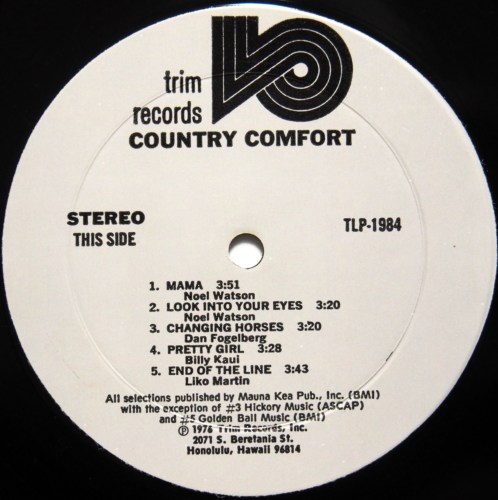 trim
records
COUNTRY COMFORT
STEREO
THIS SIDE
TLP-1984
1. MAMA 3:51
Noel Watson
2. LOOK INTO YOUR EYES 3:20
Noel Watson
3. CHANGING HORSES 3:20
Dan Fogelberg
4. PRETTY GIRL 3:28
Billy Kaui
5. END OF THE LINE 3:43
Liko Martin
All selections published by Mauna Kea Pub., Inc. (BMI)
with the exception of #3 Hickory Music (ASCAP)
and #5 Golden Ball Music (BMI)
℗ 1976 Trim Records, Inc.
2071 S. Beretania St.
Honolulu, Hawaii 96814